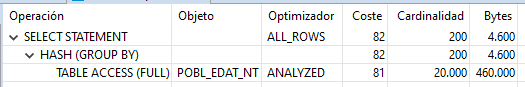 Operación Objeto Optimizador Coste Cardinalidad Bytes
SELECT STATEMENT ALL_ROWS 82 200 4.600
HASH (GROUP BY) 82 200 4.600
TABLE ACCESS (FULL) POBL_EDAT_NT ANALYZED 81 20.000 460.000